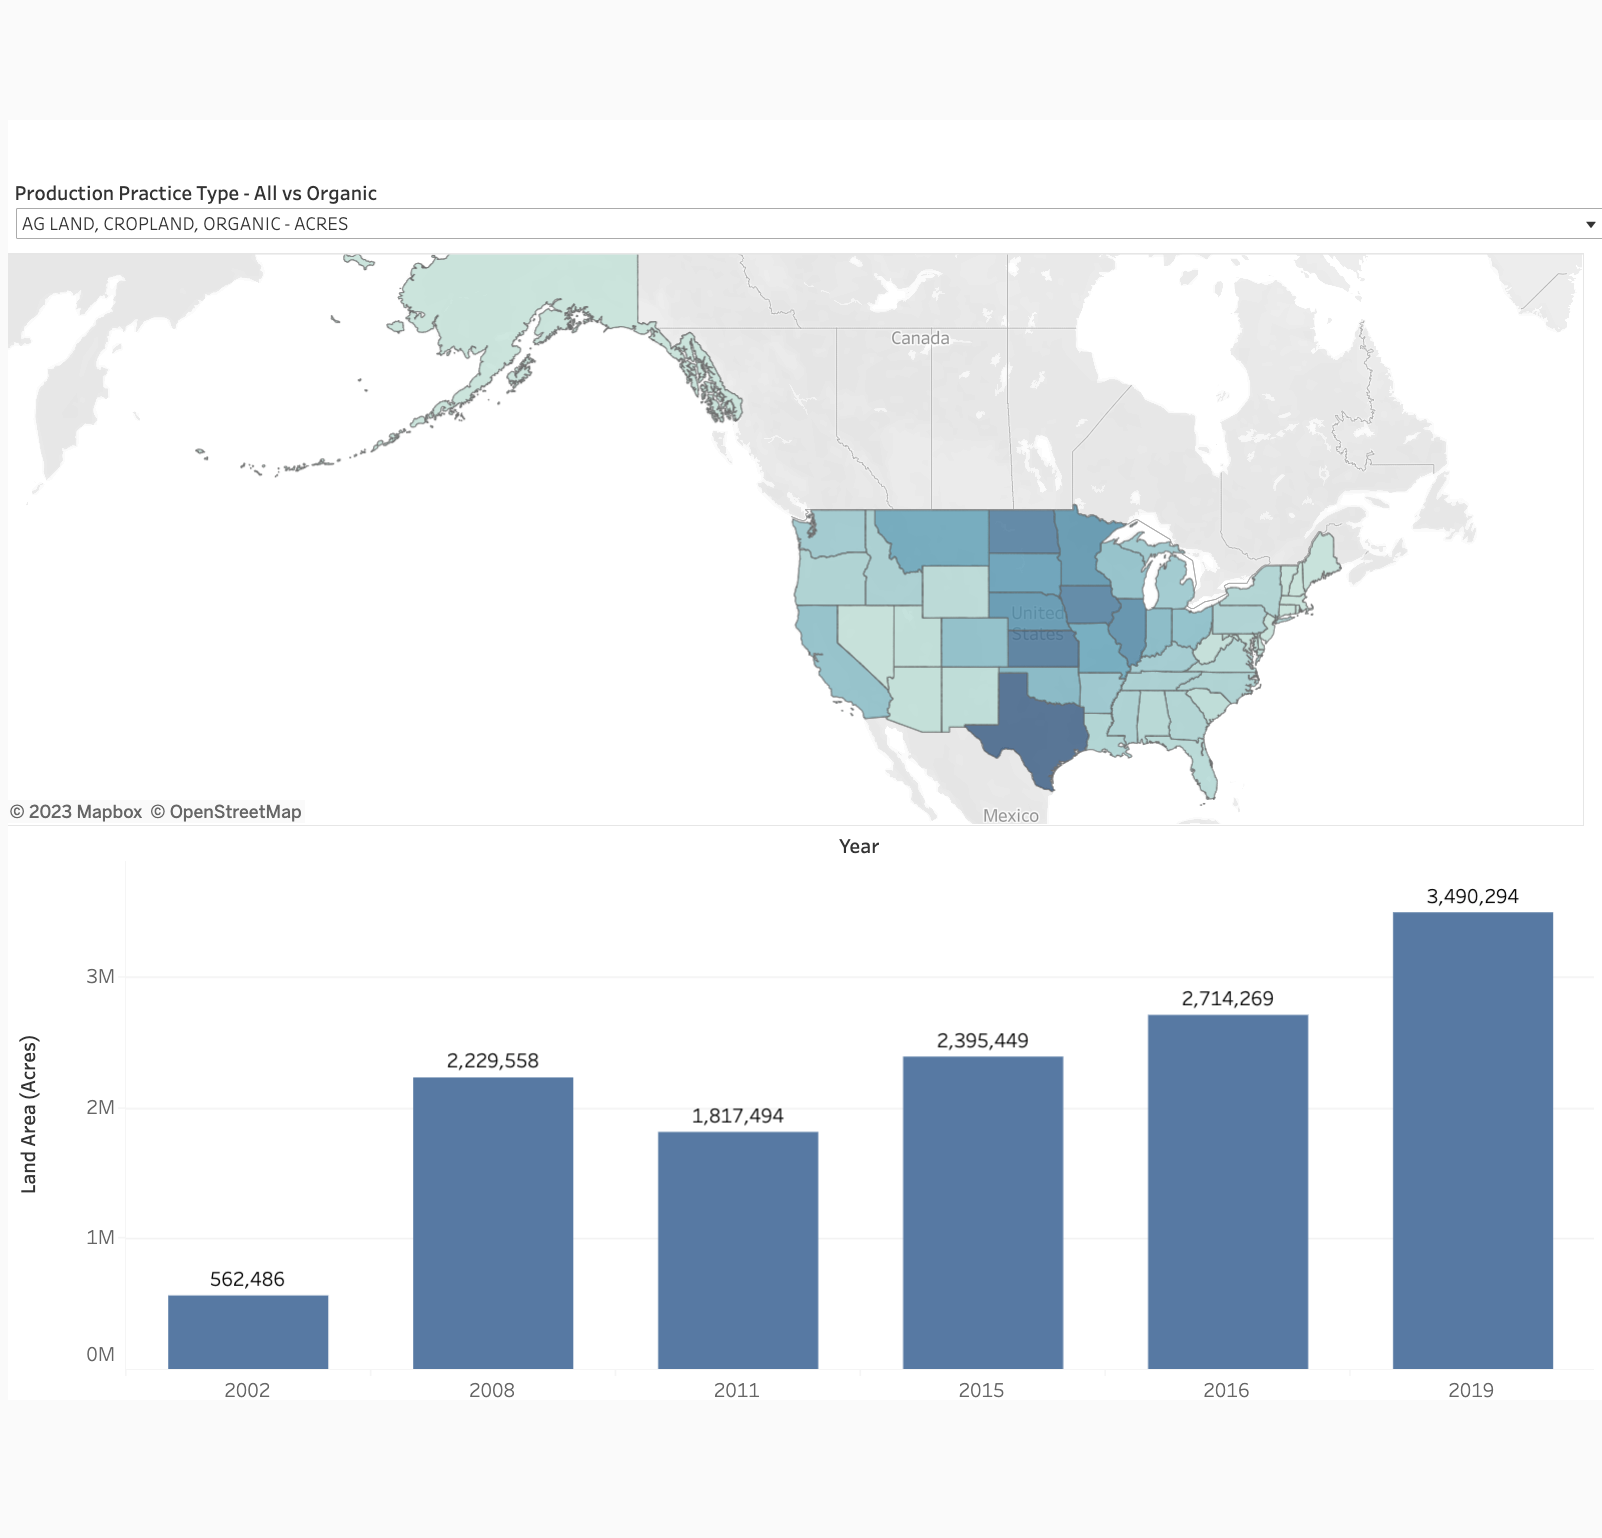 Production Practice Type - All vs Organic
AG LAND, CROPLAND, ORGANIC - ACRES
Canada
United
States
Mexico
© 2023 Mapbox © OpenStreetMap
Year
3,490,294
3M
2,714,269
2,395,449
2,229,558
2M
1,817,494
Land Area (Acres)
1M
562,486
0M
2002 2008 2011 2015 2016 2019